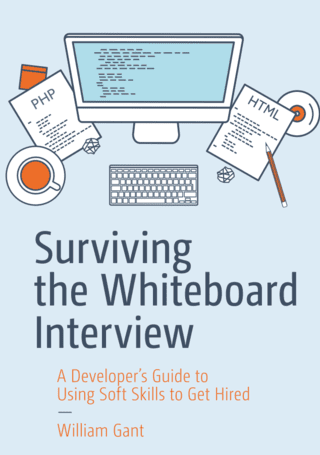 PHP
HTML
Surviving
the Whiteboard
Interview
A Developer's Guide to
Using Soft Skills to Get Hired
William Gant